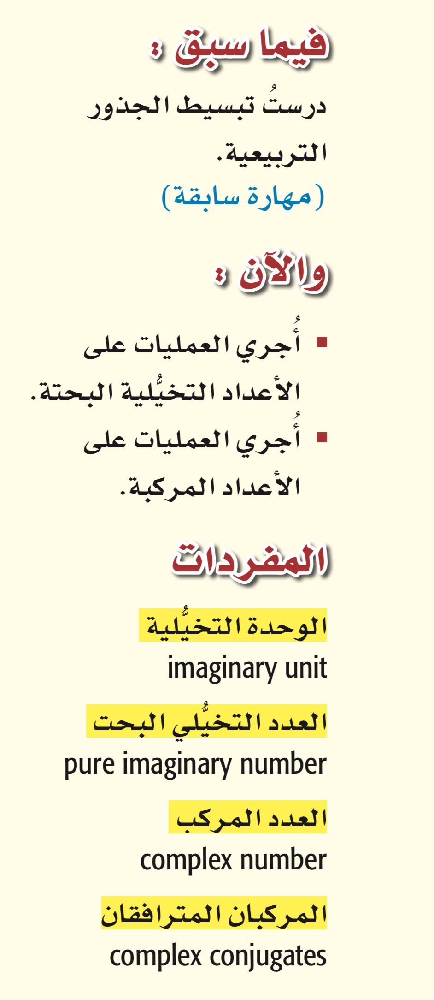 فيما سبق :
درستُ تبسيط الجذور
التربيعية.
(مهارة سابقة)
والآن :
▪ أُجري العمليات على
الأعداد التخيُّلية البحتة.
▪ أُجري العمليات على
الأعداد المركبة.
المفردات
الوحدة التخيُّلية
imaginary unit
العدد التخيُّلي البحت
pure imaginary number
العدد المركب
complex number
المركبان المترافقان
complex conjugates